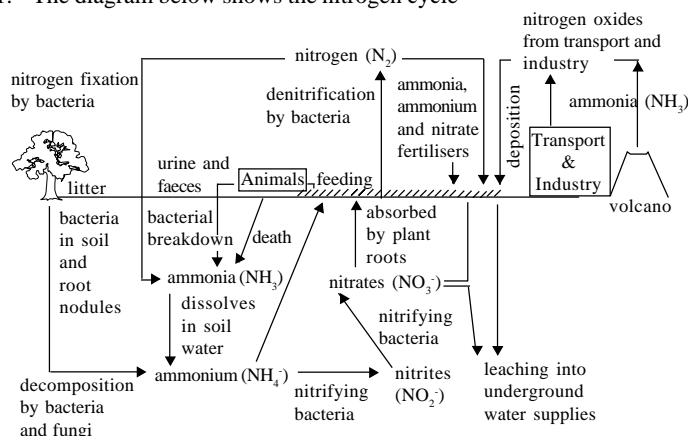 The diagram below shows the nitrogen cycle
nitrogen oxides
from transport and
industry
nitrogen (N₂)
nitrogen fixation
by bacteria
denitrification
by bacteria
ammonia,
ammonium
and nitrate
fertilisers
deposition
ammonia (NH₃)
Transport
&
Industry
volcano
litter
urine and
faeces
Animals
feeding
bacteria
in soil
and
root
nodules
bacterial
breakdown
death
absorbed
by plant
roots
ammonia (NH₃)
nitrates (NO₃⁻)
dissolves
in soil
water
nitrifying
bacteria
decomposition
by bacteria
and fungi
ammonium (NH₄⁻)
nitrifying
bacteria
nitrites
(NO₂⁻)
leaching into
underground
water supplies